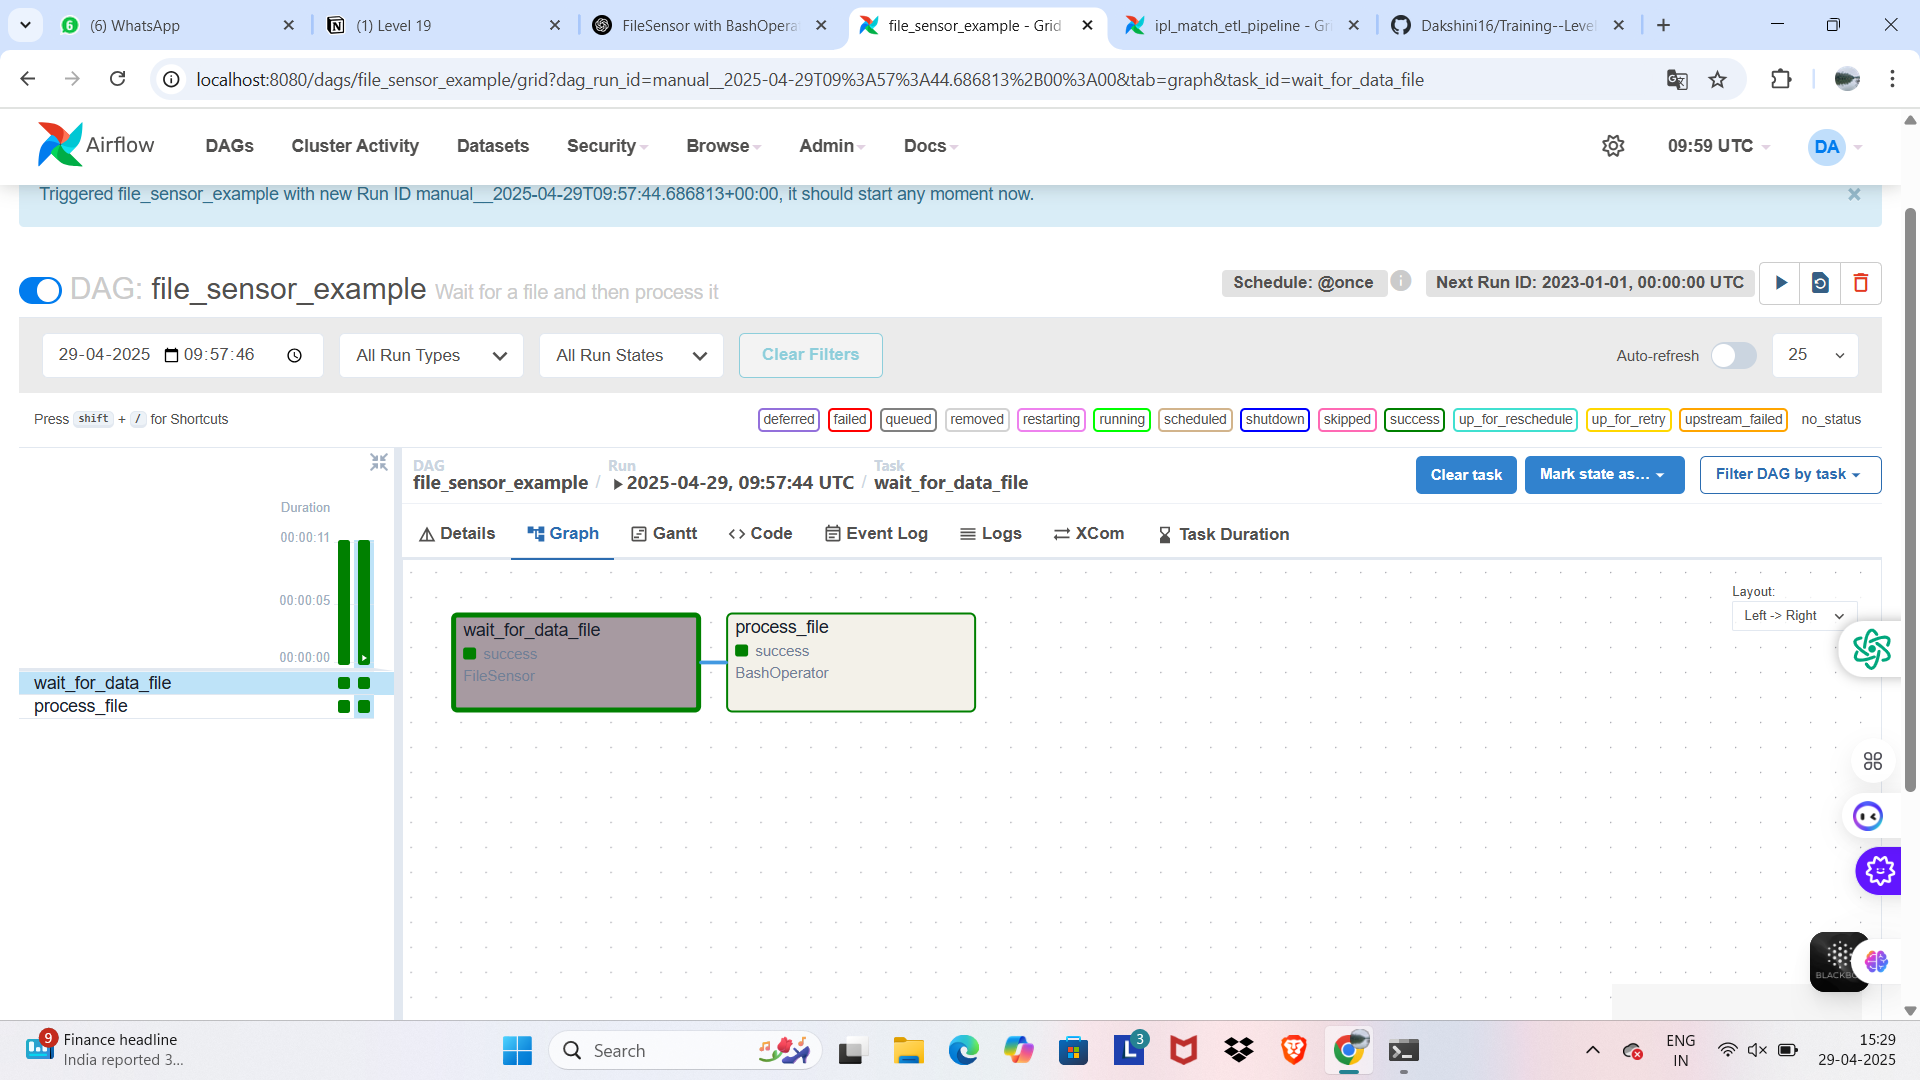 (6) WhatsApp
(1) Level 19
FileSensor with BashOpera
file_sensor_example - Grid
ipl_match_etl_pipeline - Gri
Dakshini16/Training--Level
localhost:8080/dags/file_sensor_example/grid?dag_run_id=manual__2025-04-29T09%3A57%3A44.686813%2B00%3A00&tab=graph&task_id=wait_for_data_file
Airflow
DAGs
Cluster Activity
Datasets
Security
Browse
Admin
Docs
09:59 UTC
DA
Triggered file_sensor_example with new Run ID manual__2025-04-29T09:57:44.686813+00:00, it should start any moment now.
DAG: file_sensor_example Wait for a file and then process it
Schedule: @once
Next Run ID: 2023-01-01, 00:00:00 UTC
29-04-2025 09:57:46
All Run Types
All Run States
Clear Filters
Auto-refresh
25
Press shift + / for Shortcuts
deferred
failed
queued
removed
restarting
running
scheduled
shutdown
skipped
success
up_for_reschedule
up_for_retry
upstream_failed
no_status
Duration
00:00:11
00:00:05
00:00:00
wait_for_data_file
process_file
DAG
file_sensor_example
/
Run
2025-04-29, 09:57:44 UTC
/
Task
wait_for_data_file
Clear task
Mark state as...
Filter DAG by task
Details
Graph
Gantt
Code
Event Log
Logs
XCom
Task Duration
wait_for_data_file
success
FileSensor
process_file
success
BashOperator
Layout:
Left -> Right
9
Finance headline
India reported 3...
Search
3
ENG
IN
15:29
29-04-2025